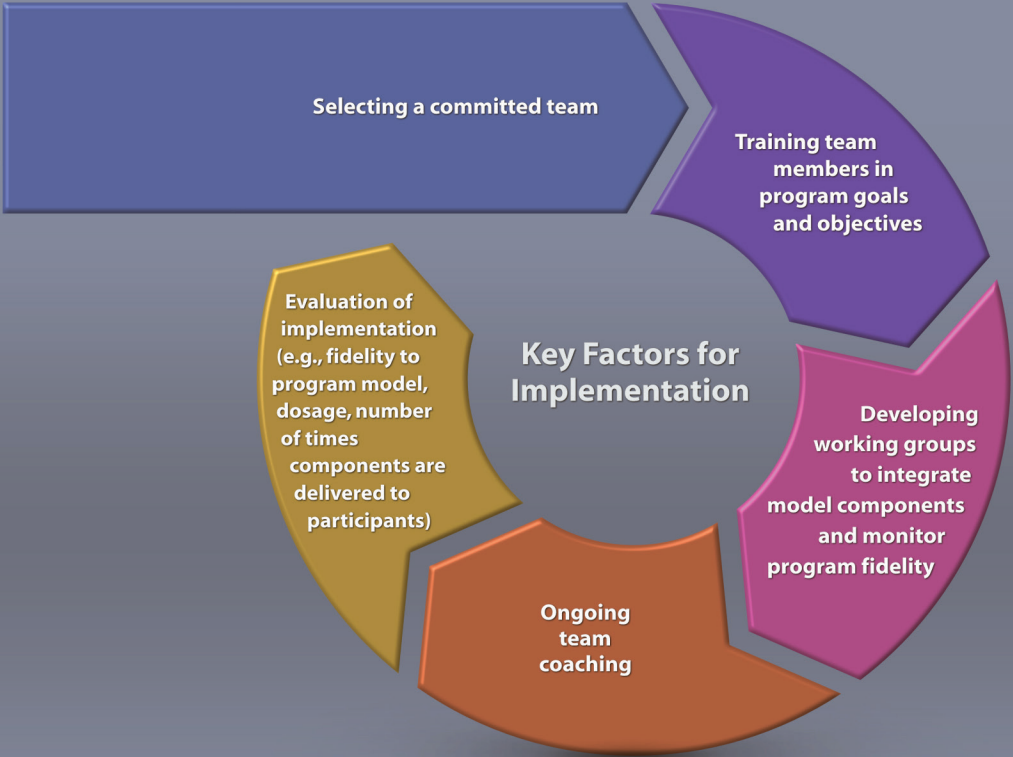 Selecting a committed team
Training team
members in
program goals
and objectives
Developing
working groups
to integrate
model components
and monitor
program fidelity
Ongoing
team
coaching
Evaluation of
implementation
(e.g., fidelity to
program model,
dosage, number
of times
components are
delivered to
participants)
Key Factors for
Implementation